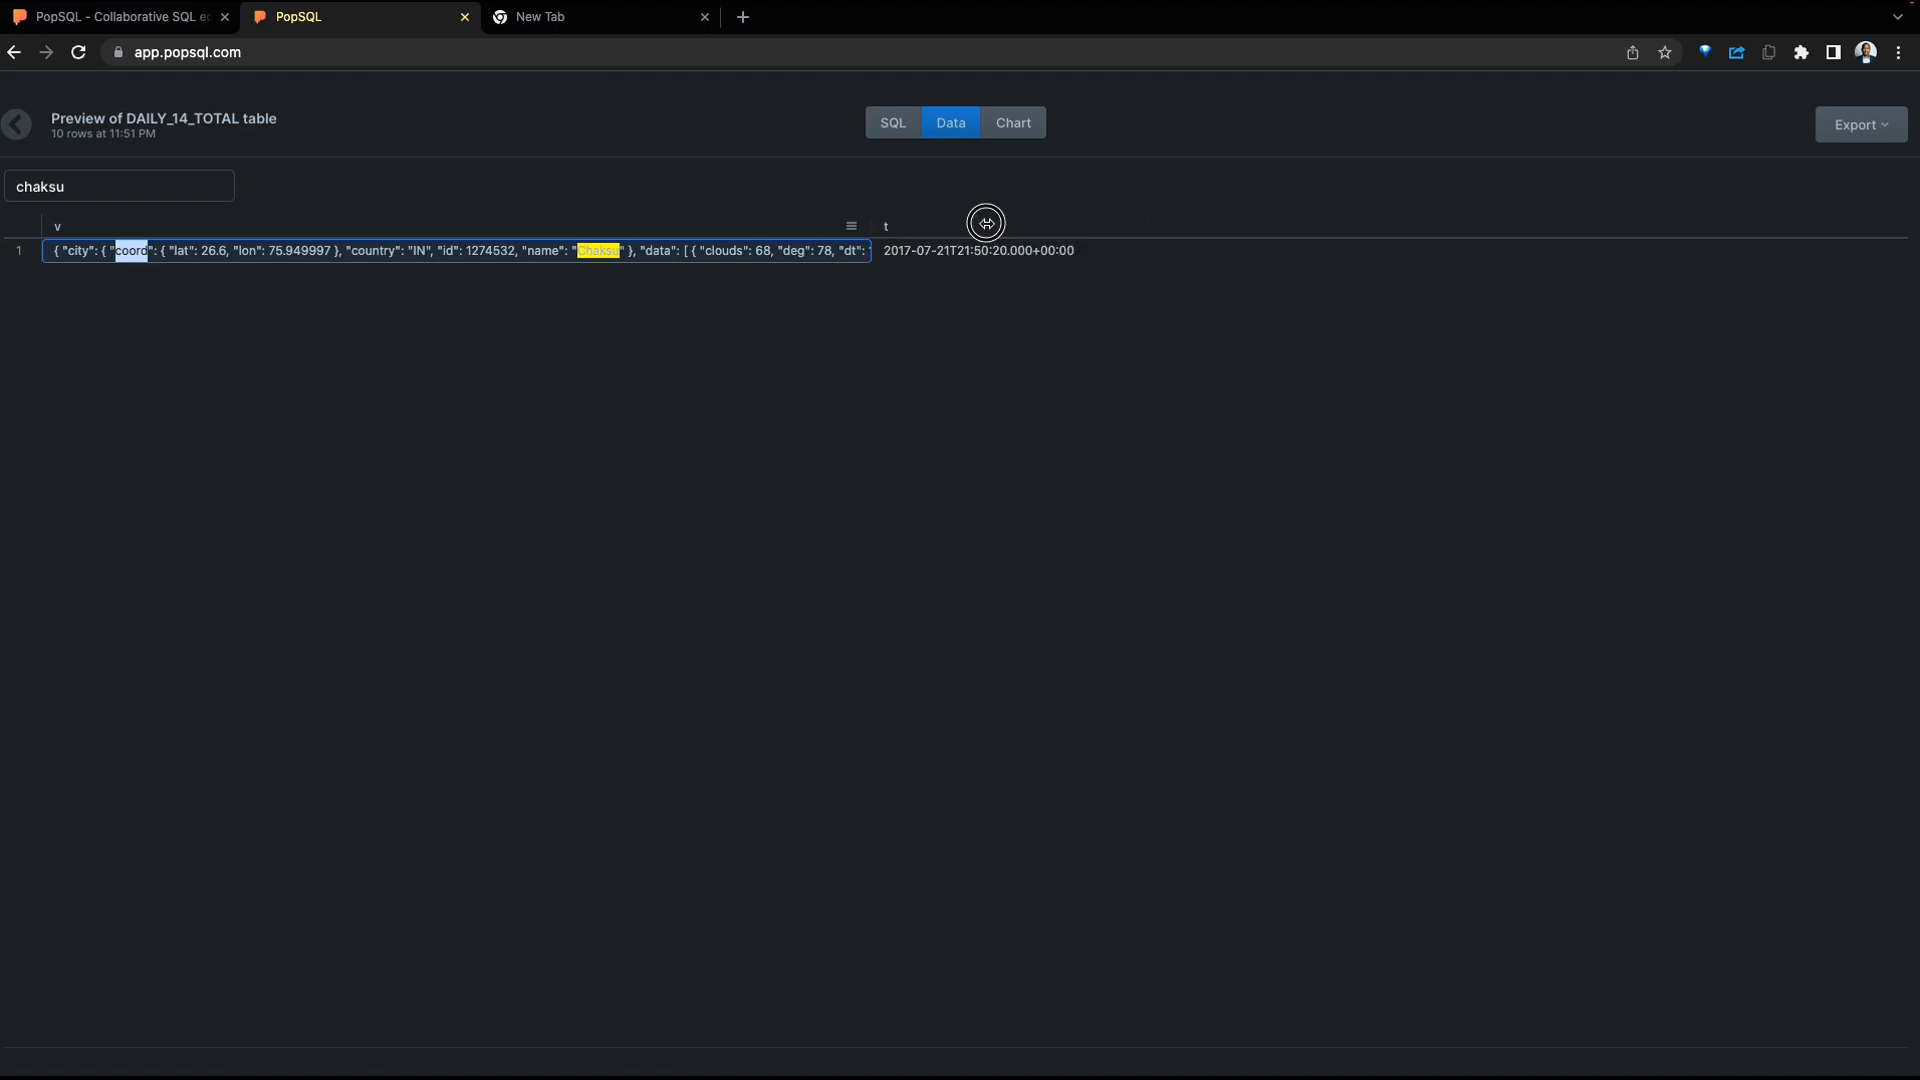 PopSQL - Collaborative SQL ec
PopSQL
New Tab
app.popsql.com
Preview of DAILY_14_TOTAL table
10 rows at 11:51 PM
SQL
Data
Chart
Export
chaksu
v
t
1
{ "city": { "coord": { "lat": 26.6, "lon": 75.949997 }, "country": "IN", "id": 1274532, "name": "Chaksu" }, "data": [ { "clouds": 68, "deg": 78, "dt":
2017-07-21T21:50:20.000+00:00